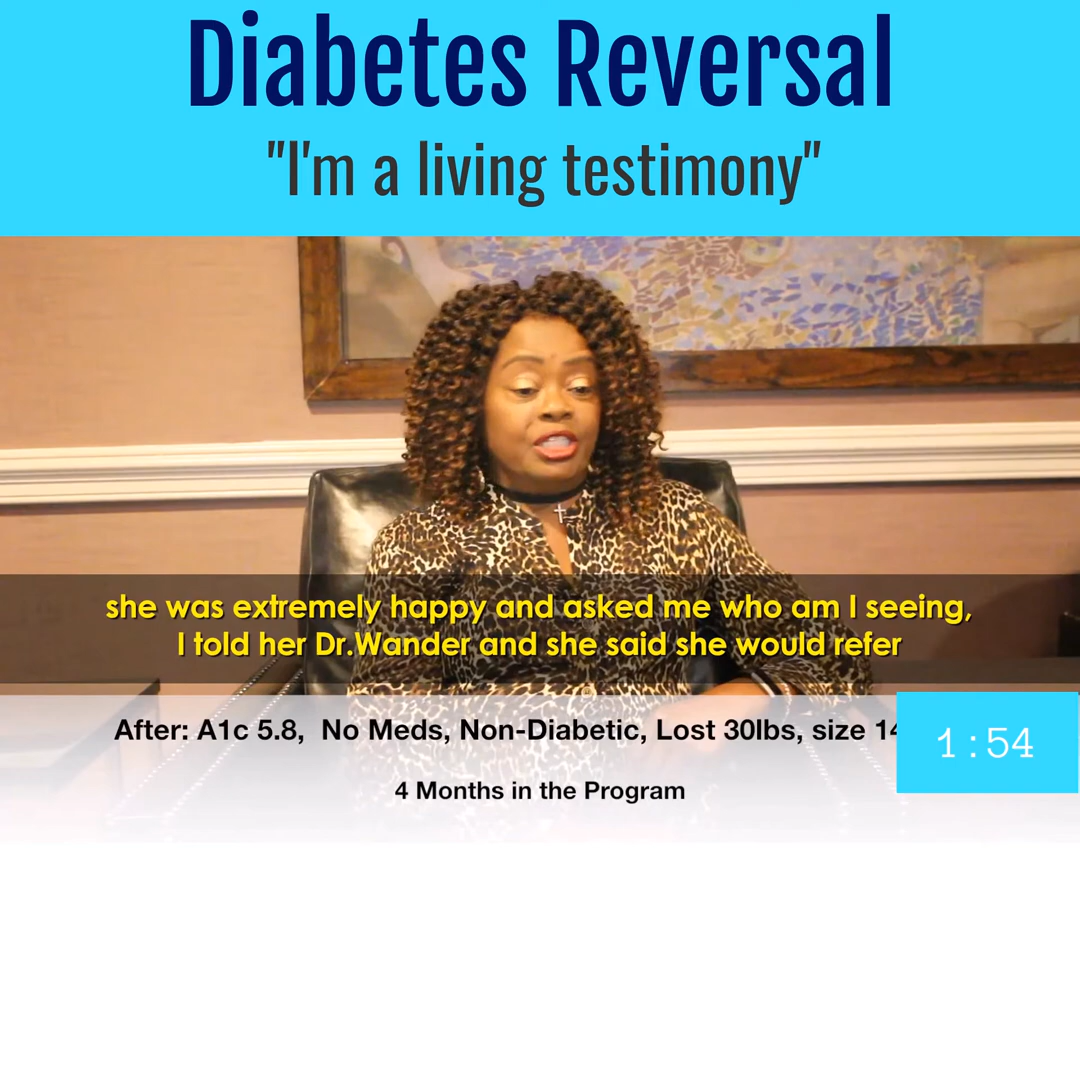 Diabetes Reversal
"I'm a living testimony"
she was extremely happy and asked me who am I seeing,
I told her Dr.Wander and she said she would refer
After: A1c 5.8,  No Meds, Non-Diabetic, Lost 30lbs, size 14
1:54
4 Months in the Program